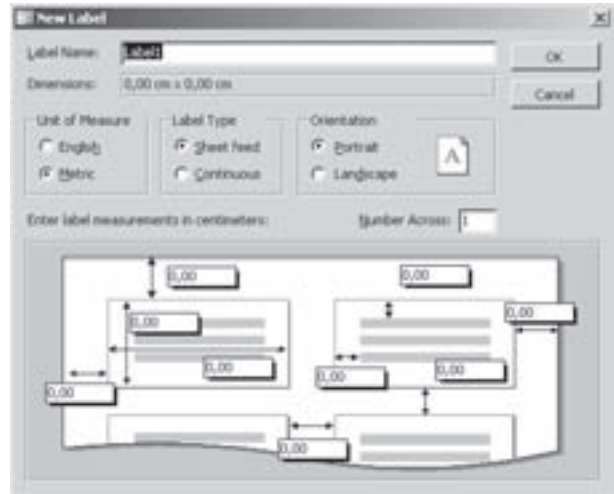 New Label
Label Name: Label1
OK
Dimensions: 0,00 cm x 0,00 cm
Cancel
Unit of Measure Label Type Orientation
English Sheet feed Portrait
Metric Continuous Landscape
A
Enter label measurements in centimeters: Number Across: 1
0,00 0,00
0,00 0,00
0,00 0,00 0,00
0,00
0,00